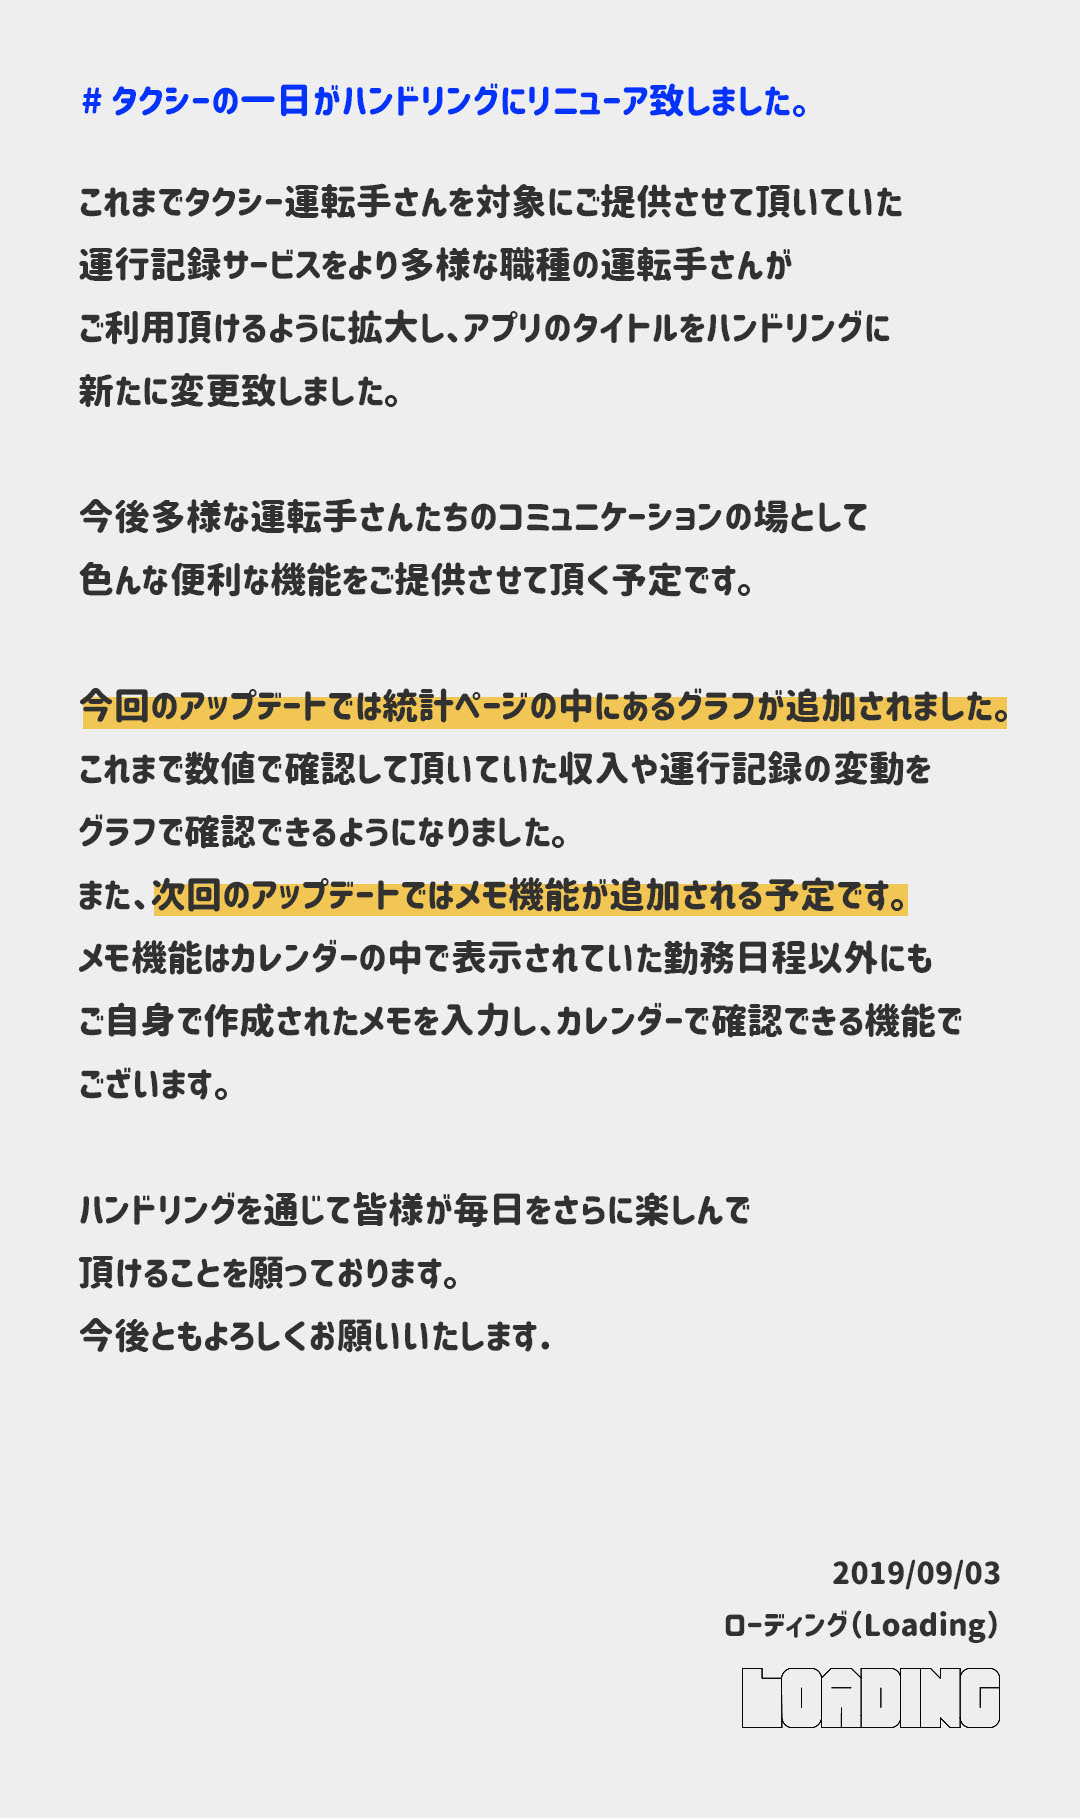 # タクシーの一日がハンドリングにリニューア致しました。
これまでタクシー運転手さんを対象にご提供させて頂いていた
運行記録サービスをより多様な職種の運転手さんが
ご利用頂けるように拡大し、アプリのタイトルをハンドリングに
新たに変更致しました。
今後多様な運転手さんたちのコミュニケーションの場として
色んな便利な機能をご提供させて頂く予定です。
今回のアップデートでは統計ページの中にあるグラフが追加されました。
これまで数値で確認して頂いていた収入や運行記録の変動を
グラフで確認できるようになりました。
また、次回のアップデートではメモ機能が追加される予定です。
メモ機能はカレンダーの中で表示されていた勤務日程以外にも
ご自身で作成されたメモを入力し、カレンダーで確認できる機能で
ございます。
ハンドリングを通じて皆様が毎日をさらに楽しんで
頂けることを願っております。
今後ともよろしくお願いいたします.
2019/09/03
ローディング(Loading)
LOADING